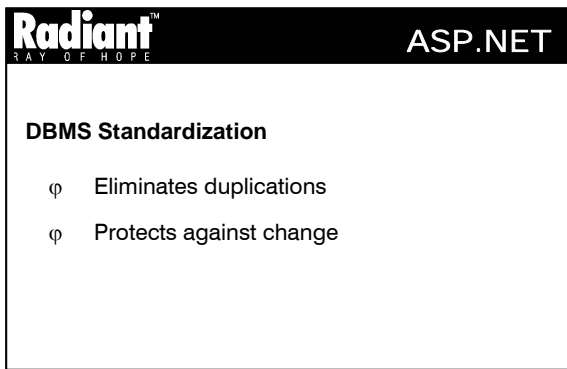 Radiant™
RAY OF HOPE
ASP.NET
DBMS Standardization
φ Eliminates duplications
φ Protects against change